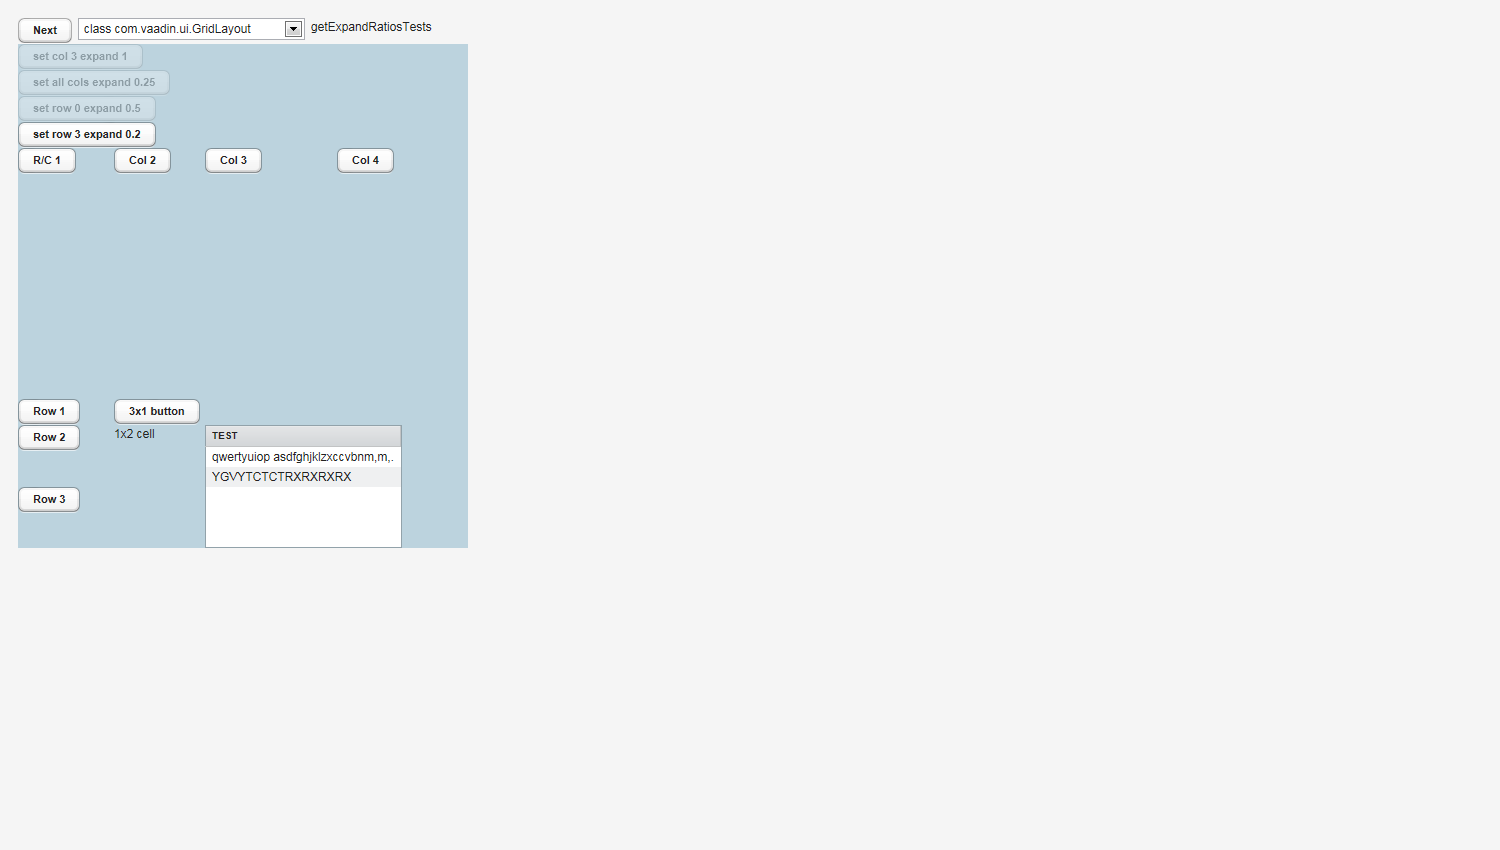 Next class com.vaadin.ui.GridLayout getExpandRatiosTests
set col 3 expand 1
set all cols expand 0.25
set row 0 expand 0.5
set row 3 expand 0.2
R/C 1 Col 2 Col 3 Col 4
Row 1 3x1 button
Row 2 1x2 cell TEST
qwertyuiop asdfghjklzxccvbnm,m,.
YGVYTCTCTRXRXRXRX
Row 3